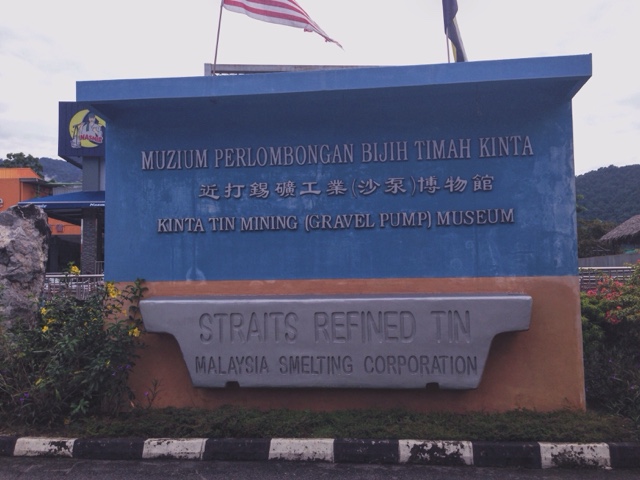 MUZIUM PERLOMBONGAN BIJIH TIMAH KINTA
近打錫礦工業(沙泵)博物館
KINTA TIN MINING (GRAVEL PUMP) MUSEUM
STRAITS REFINED TIN
MALAYSIA SMELTING CORPORATION